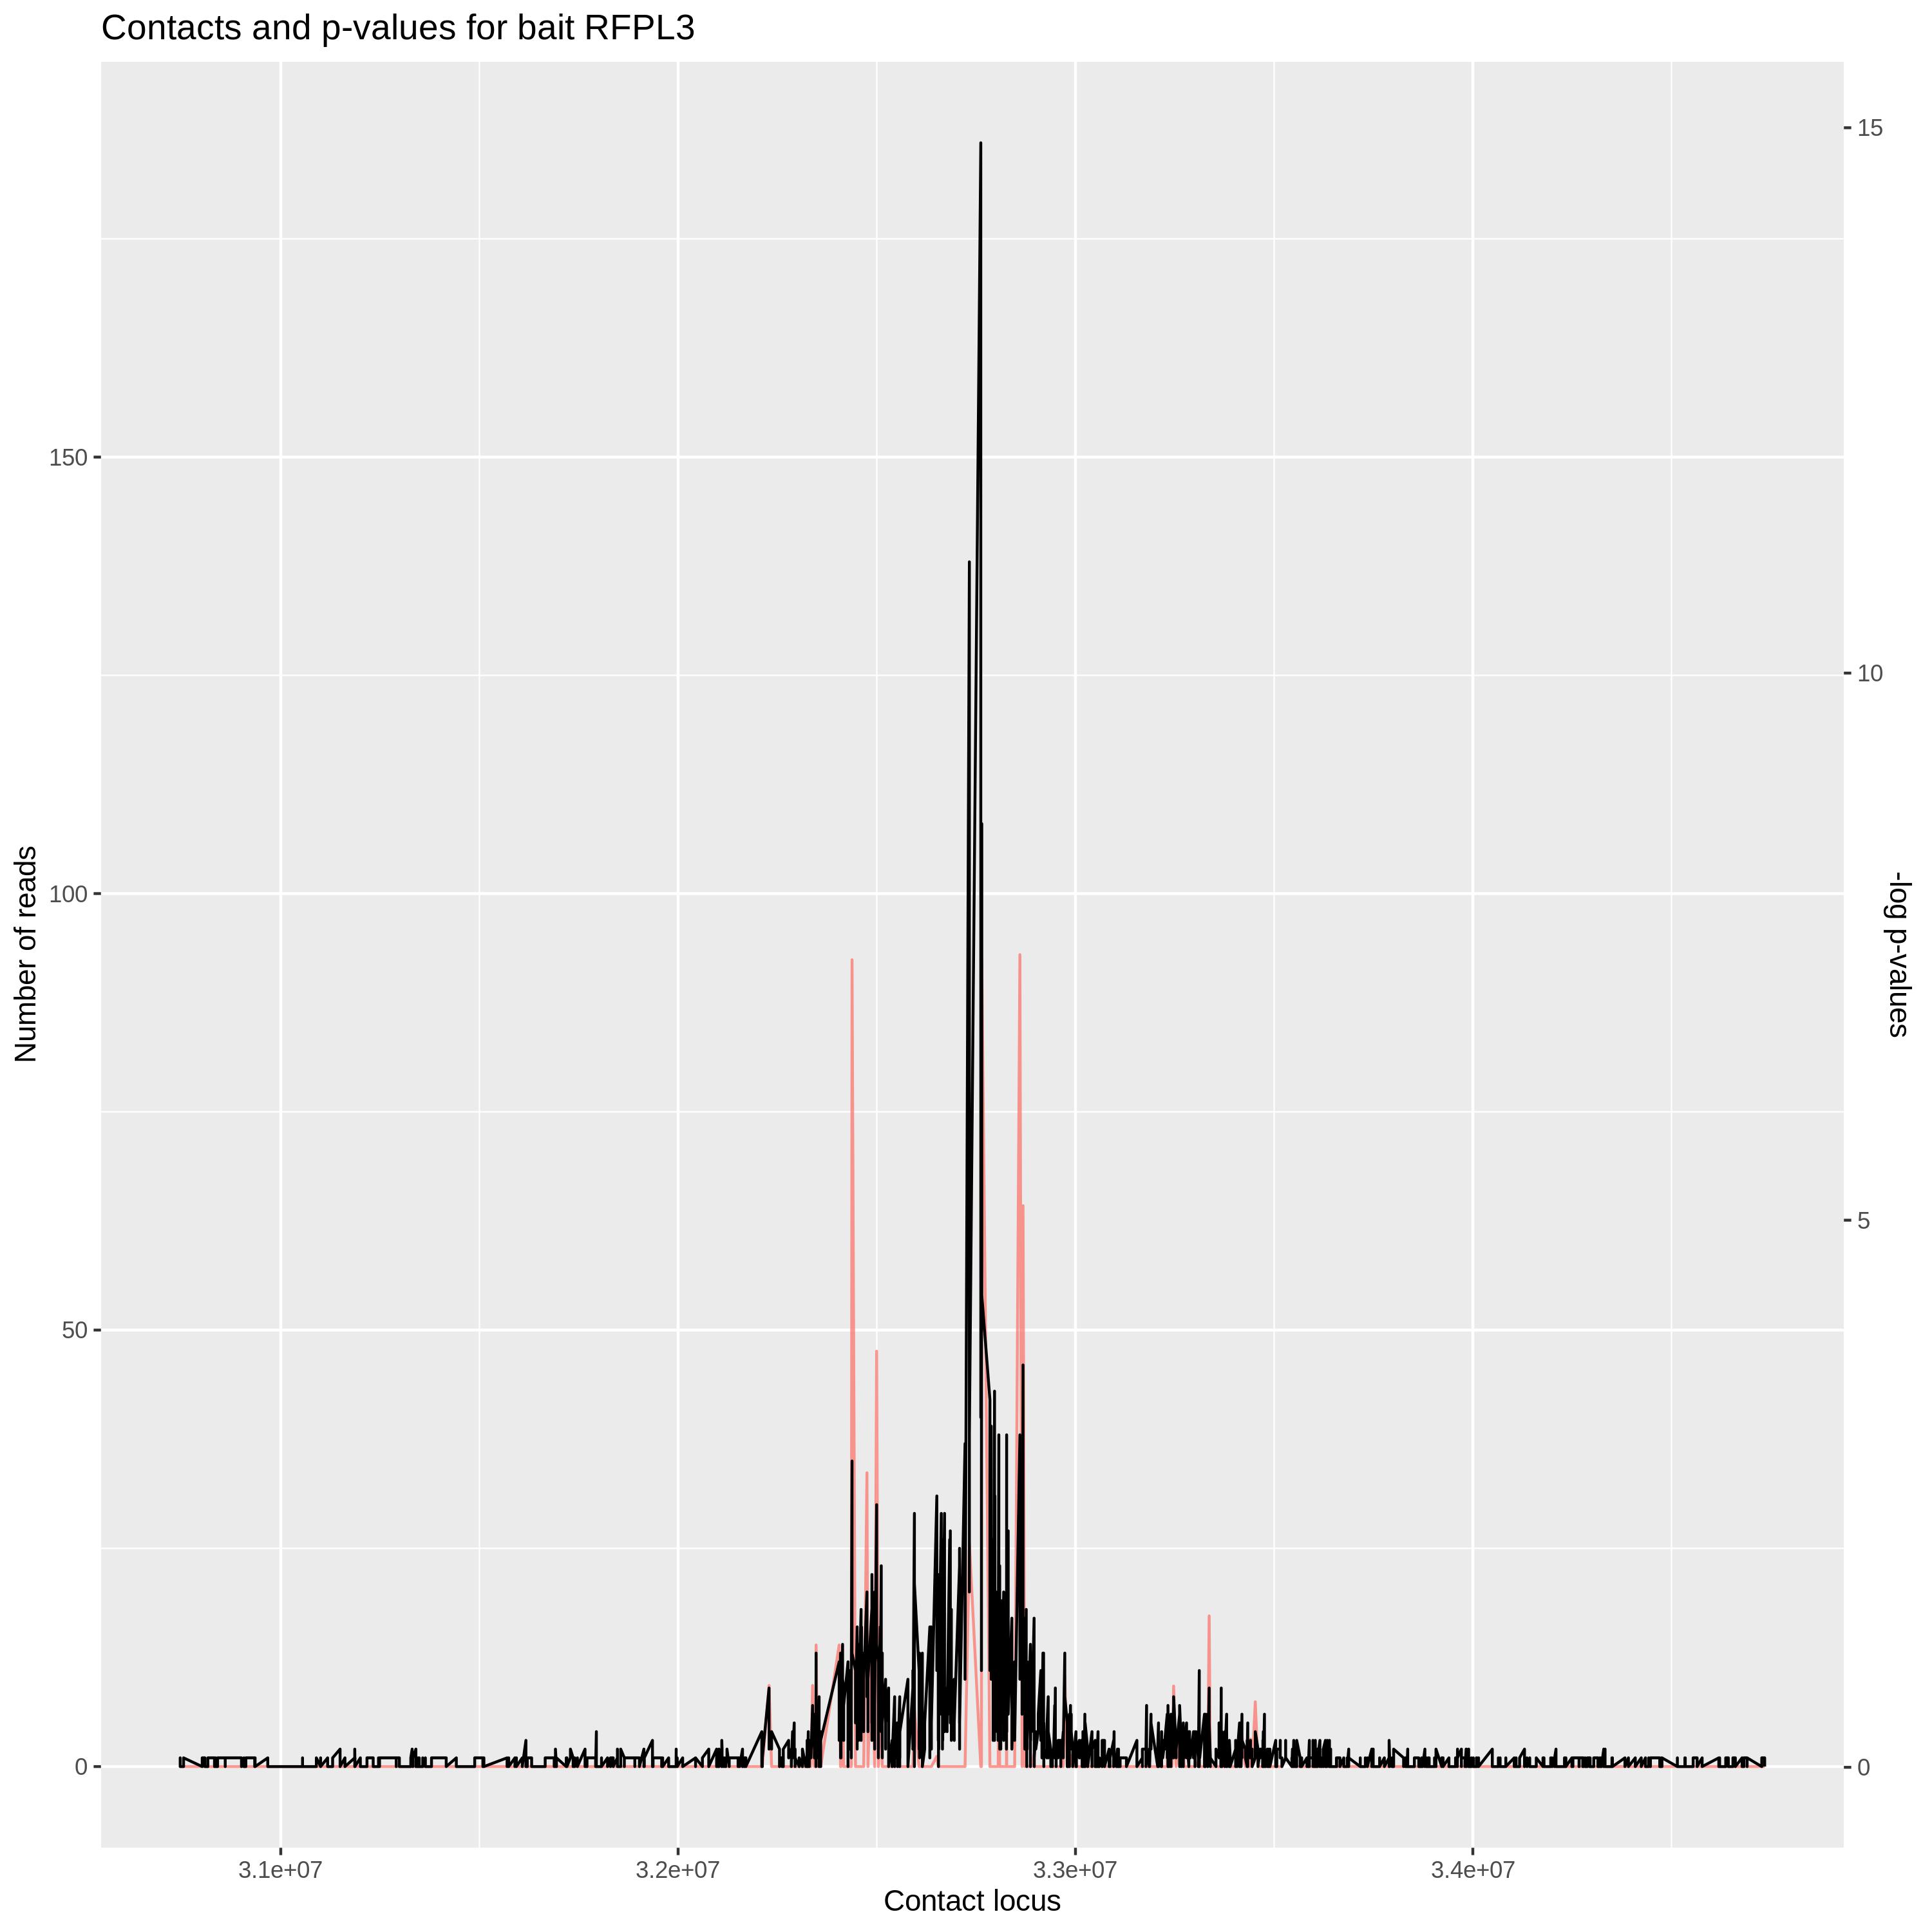 Contacts and p-values for bait RFPL3
Number of reads
150
100
50
0
15
10
5
0
-log p-values
3.1e+07 3.2e+07 3.3e+07 3.4e+07
Contact locus